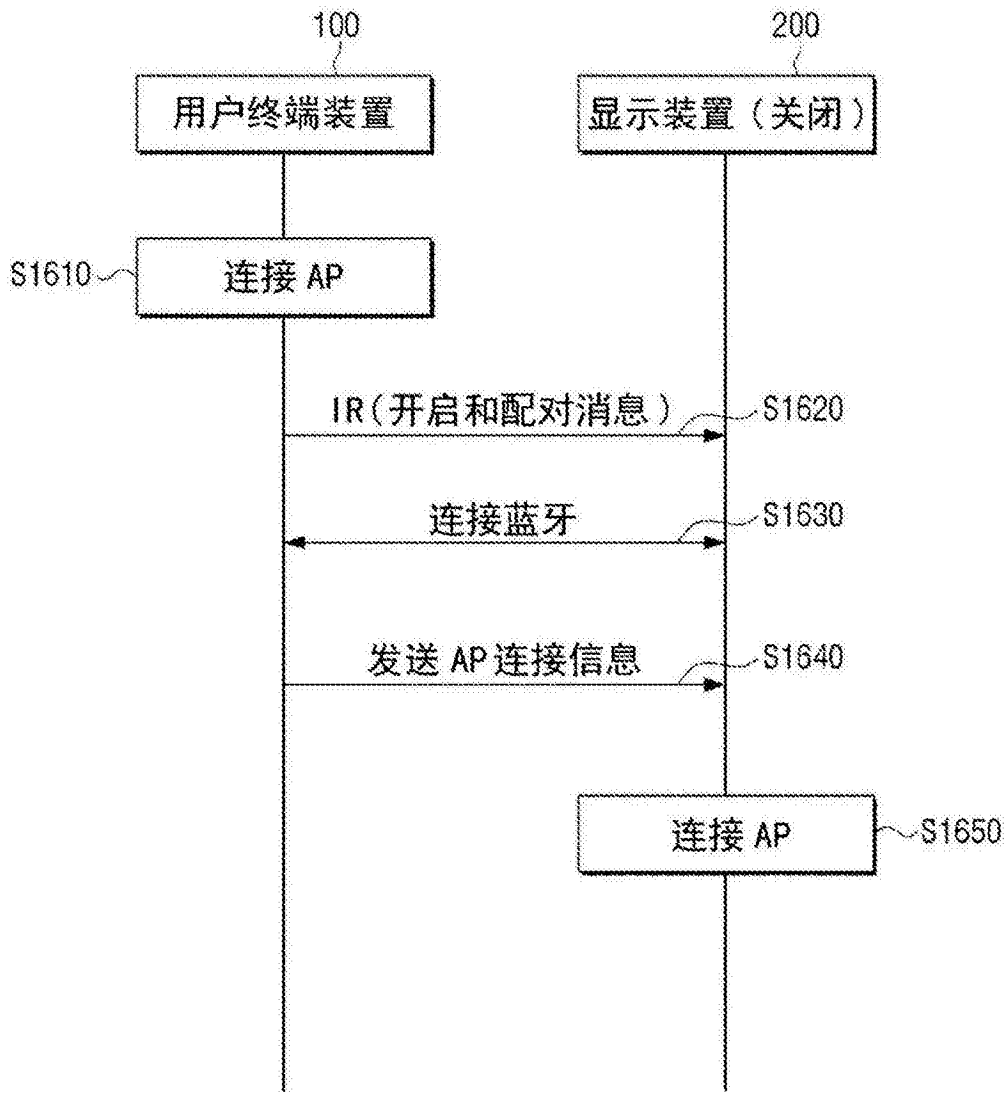 100
200
用户终端装置
显示装置（关闭）
S1610
连接 AP
IR（开启和配对消息）
S1620
连接蓝牙
S1630
发送 AP 连接信息
S1640
连接 AP
S1650